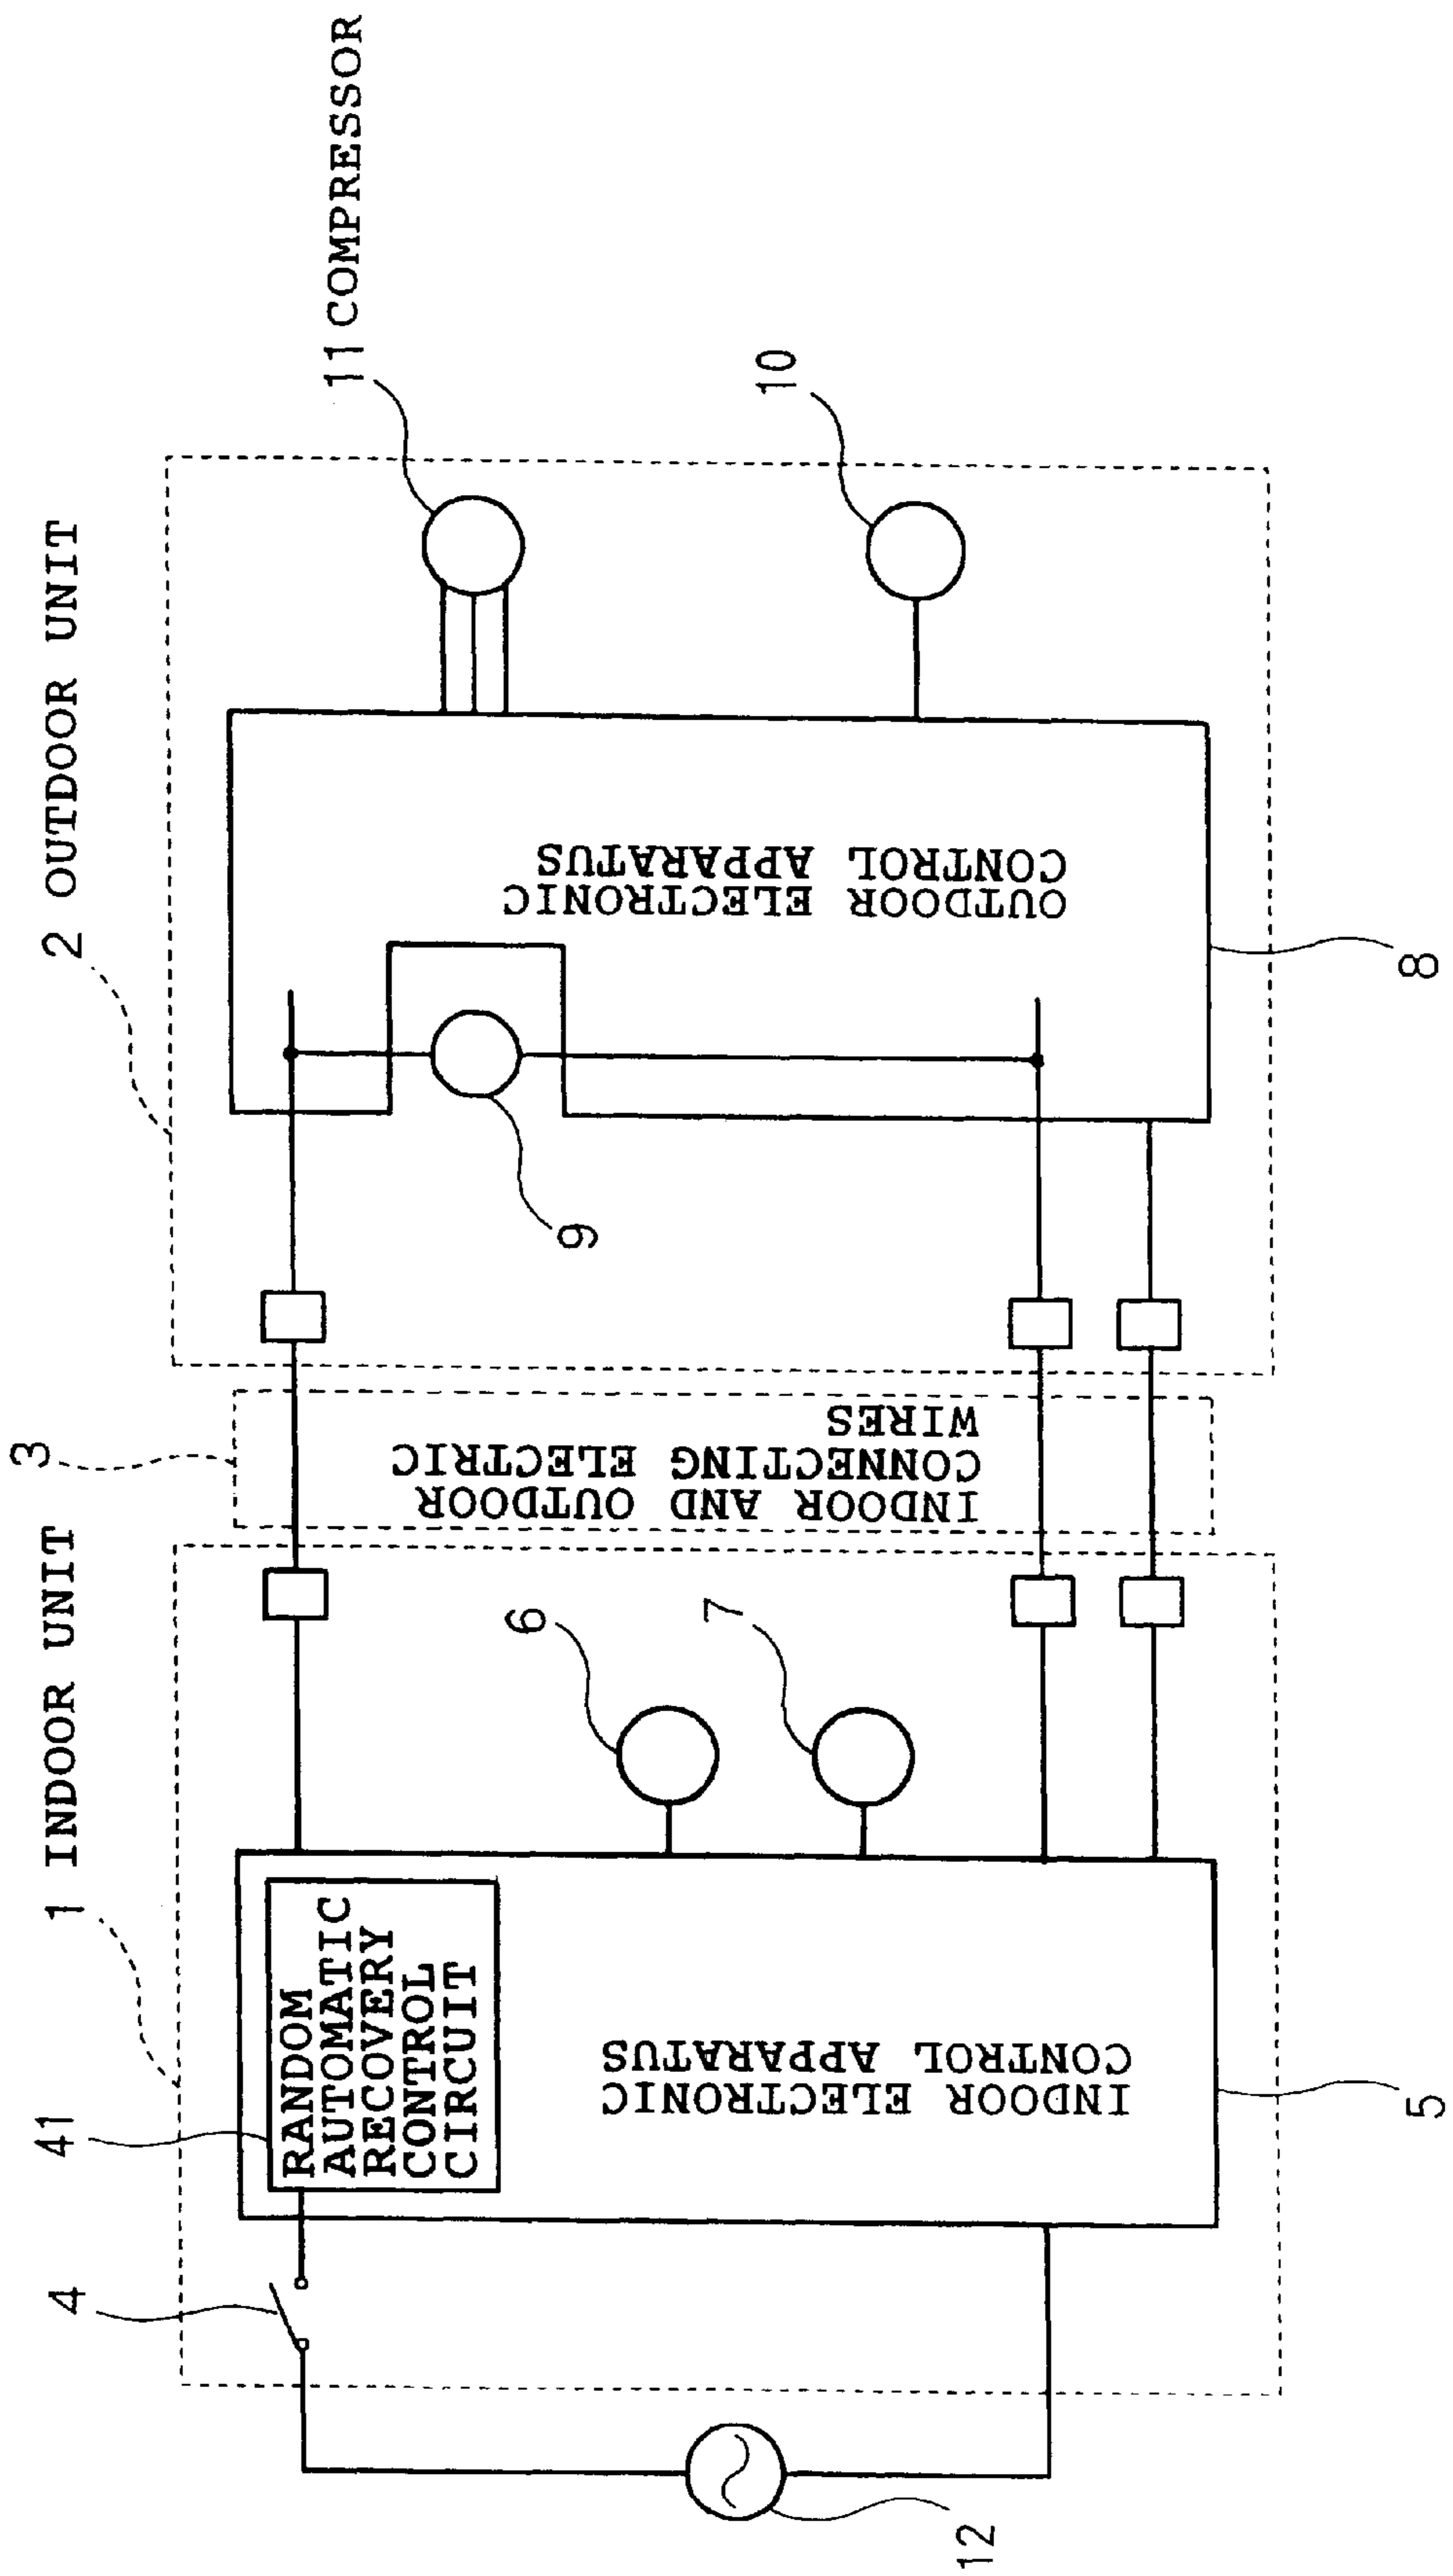 1 INDOOR UNIT
2 OUTDOOR UNIT
3
41
4
RANDOM
AUTOMATIC
RECOVERY
CONTROL
CIRCUIT
INDOOR ELECTRONIC
CONTROL APPARATUS
5
6
7
12
INDOOR AND OUTDOOR
CONNECTING ELECTRIC
WIRES
OUTDOOR ELECTRONIC
CONTROL APPARATUS
8
9
10
11 COMPRESSOR